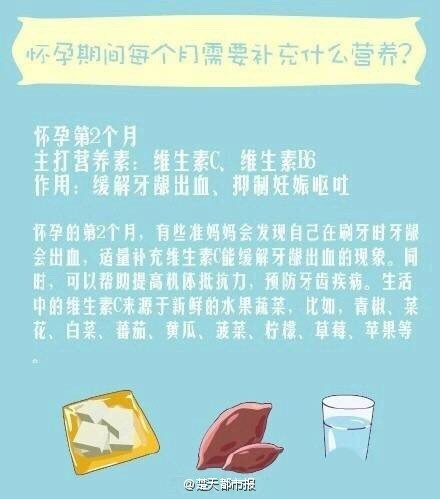 怀孕期间每个月需要补充什么营养?
怀孕第2个月
主打营养素：维生素C、维生素B6
作用：缓解牙龈出血、抑制妊娠呕吐
怀孕的第2个月，有些准妈妈会发现自己在刷牙时牙龈
会出血，适量补充维生素C能缓解牙龈出血的现象。同
时，可以帮助提高机体抵抗力，预防牙齿疾病。生活
中的维生素C来源于新鲜的水果蔬菜，比如，青椒、菜
花、白菜、蕃茄、黄瓜、菠菜、柠檬、草莓、苹果等
。
@楚天都市报